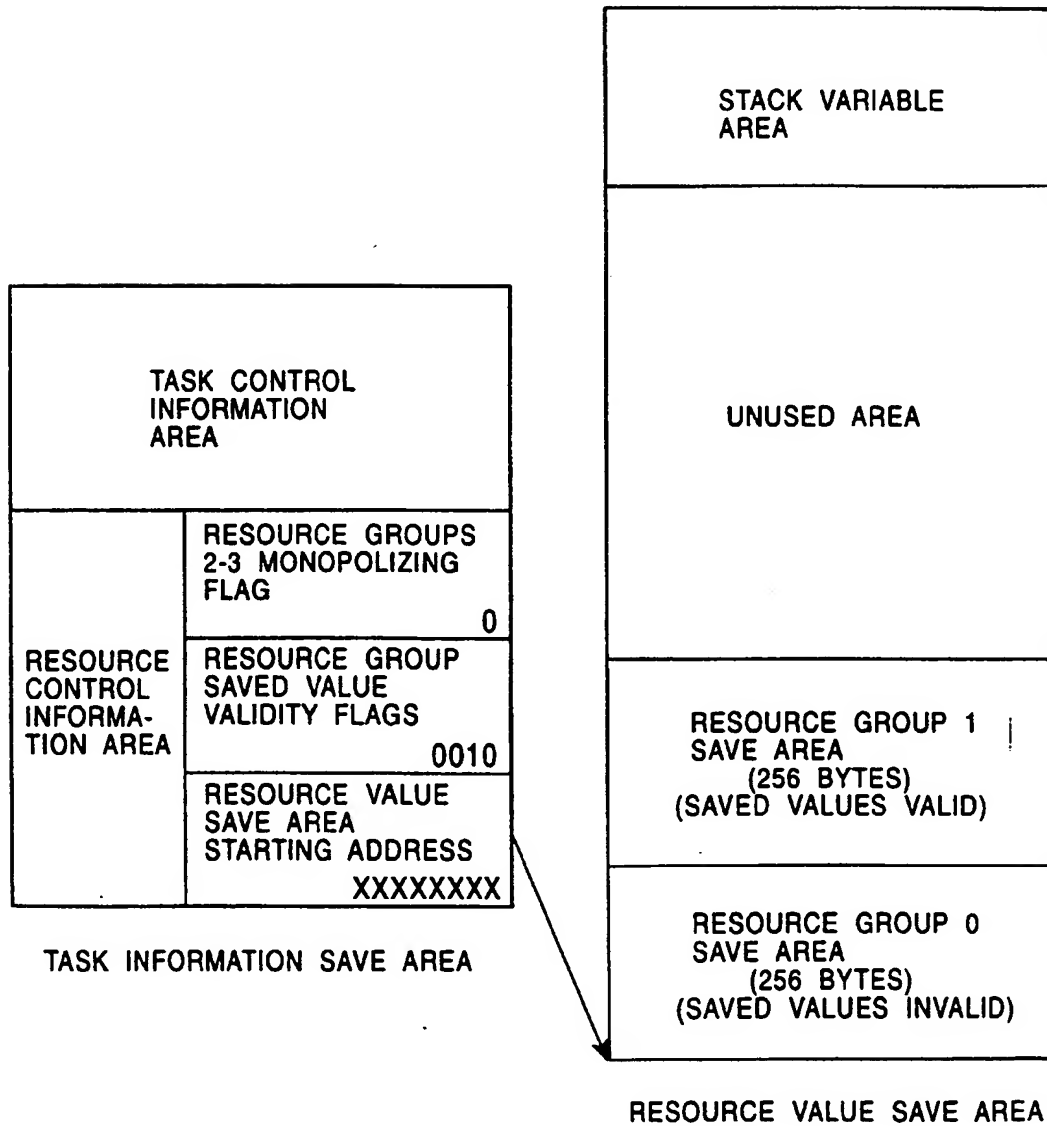 STACK VARIABLE
AREA
UNUSED AREA
TASK CONTROL
INFORMATION
AREA
RESOURCE
CONTROL
INFORMA-
TION AREA
RESOURCE GROUPS
2-3 MONOPOLIZING
FLAG
0
RESOURCE GROUP
SAVED VALUE
VALIDITY FLAGS
0010
RESOURCE VALUE
SAVE AREA
STARTING ADDRESS
XXXXXXXX
TASK INFORMATION SAVE AREA
RESOURCE GROUP 1
SAVE AREA
(256 BYTES)
(SAVED VALUES VALID)
RESOURCE GROUP 0
SAVE AREA
(256 BYTES)
(SAVED VALUES INVALID)
RESOURCE VALUE SAVE AREA